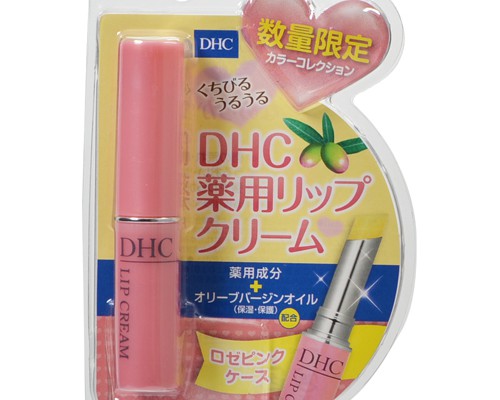 DHC
数量限定
カラーコレクション
くちびる
うるうる
DHC
薬用リップ
クリーム
薬用成分
+
オリーブバージンオイル
(保湿・保護)
配合
ロゼピンク
ケース
DHC
LIP CREAM
DHC
LIP C